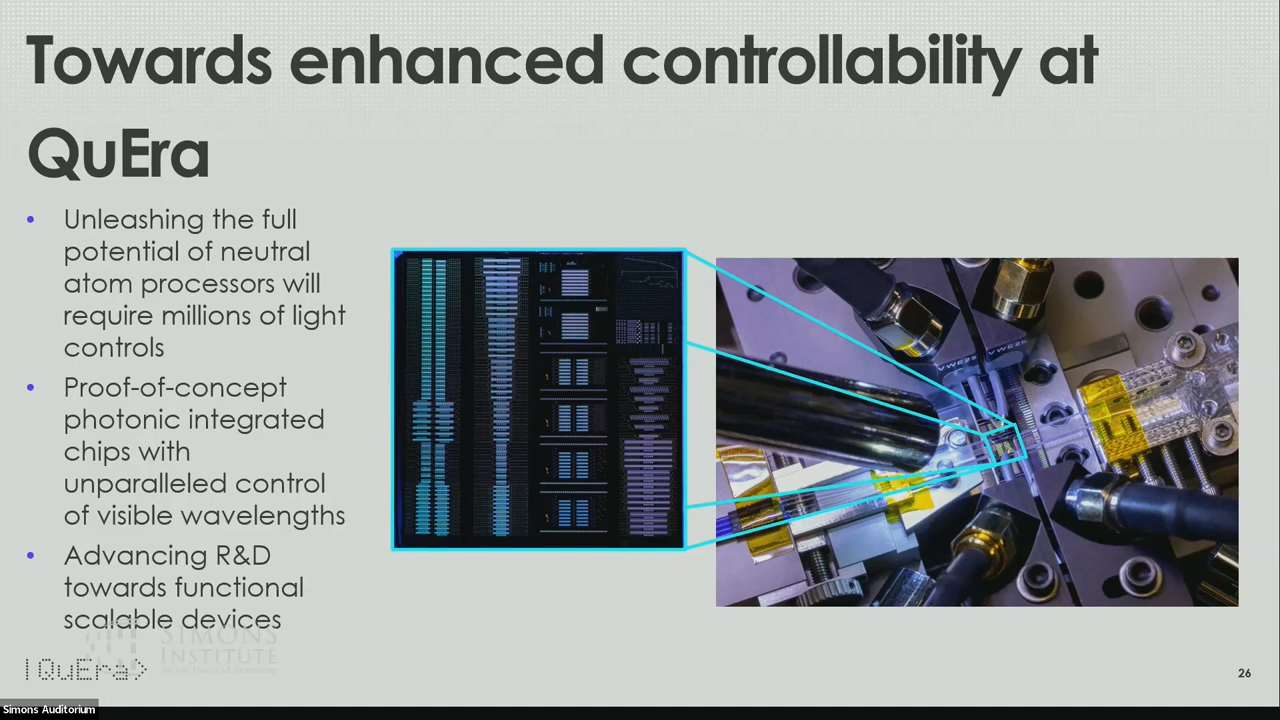 Towards enhanced controllability at
QuEra
• Unleashing the full
potential of neutral
atom processors will
require millions of light
controls
• Proof-of-concept
photonic integrated
chips with
unparalleled control
of visible wavelengths
• Advancing R&D
towards functional
scalable devices
SIMONS
INSTITUTE
|QuEra>
26
Simons Auditorium